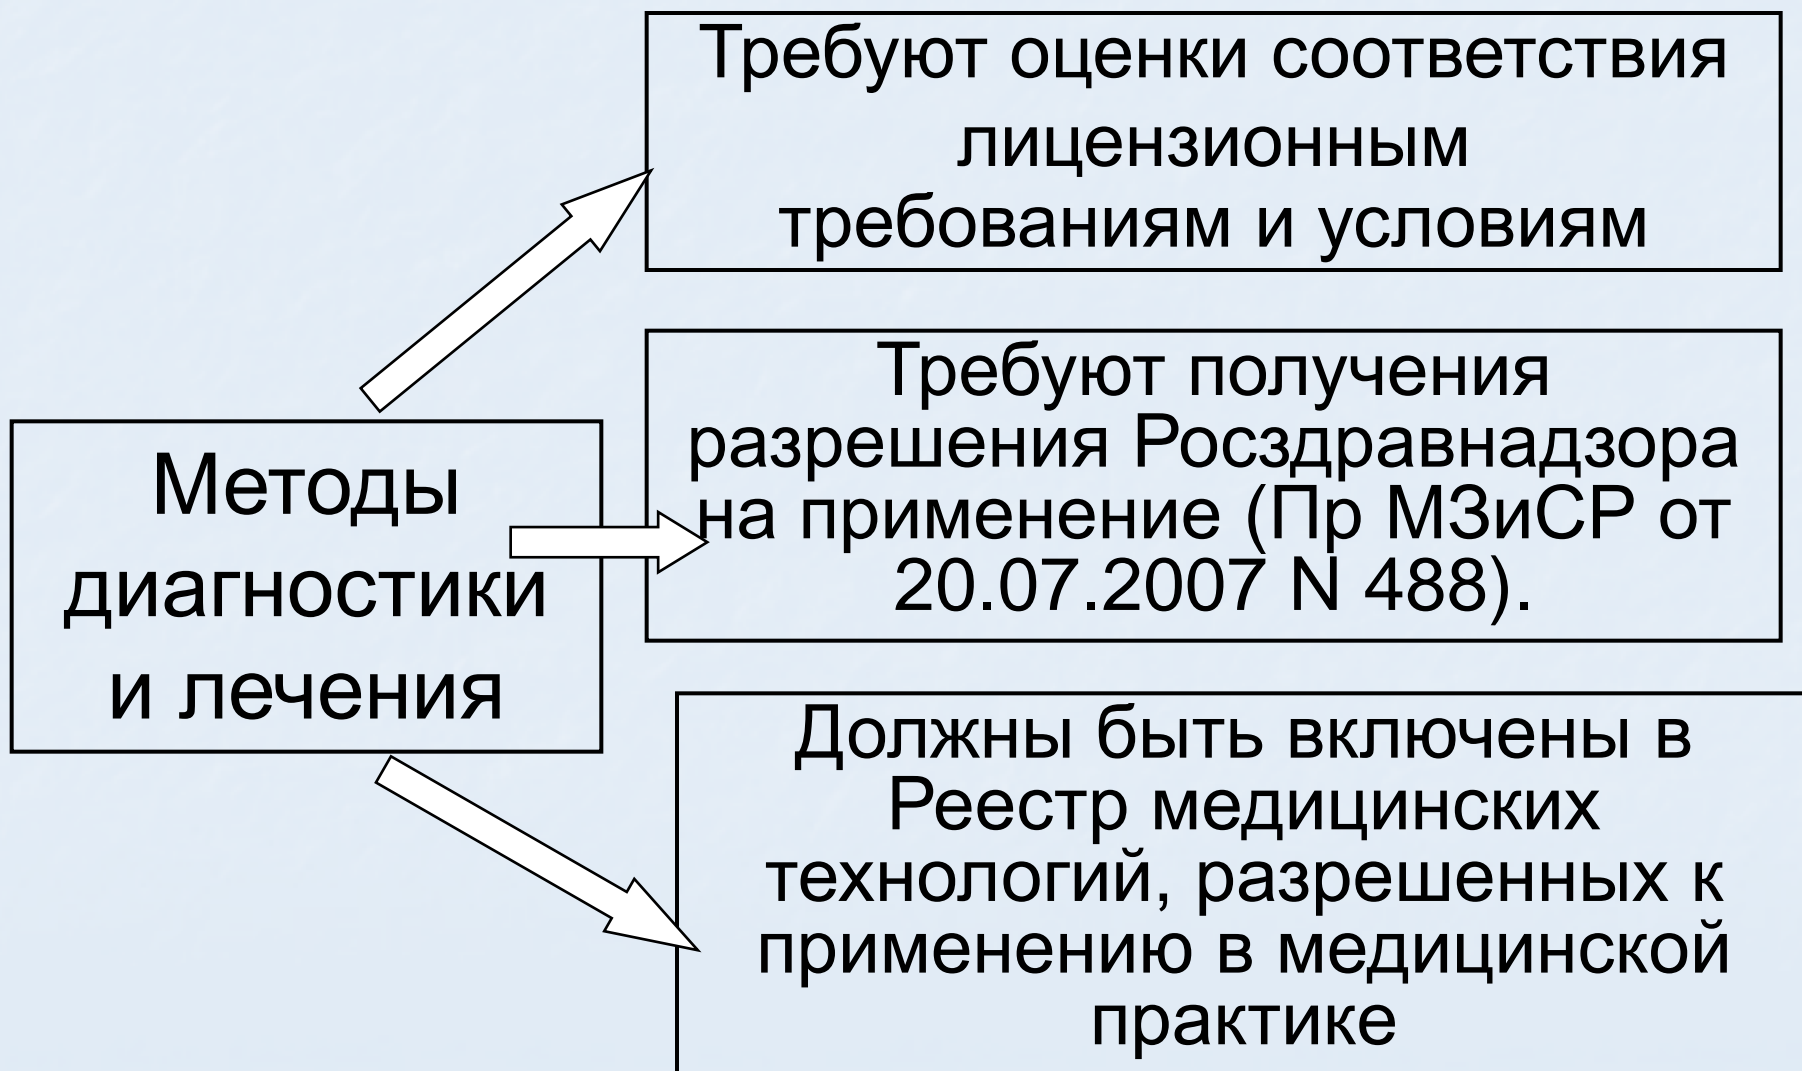 Требуют оценки соответствия
лицензионным
требованиям и условиям
Требуют получения
разрешения Росздравнадзора
на применение (Пр МЗиСР от
20.07.2007 N 488).
Методы
диагностики
и лечения
Должны быть включены в
Реестр медицинских
технологий, разрешенных к
применению в медицинской
практике